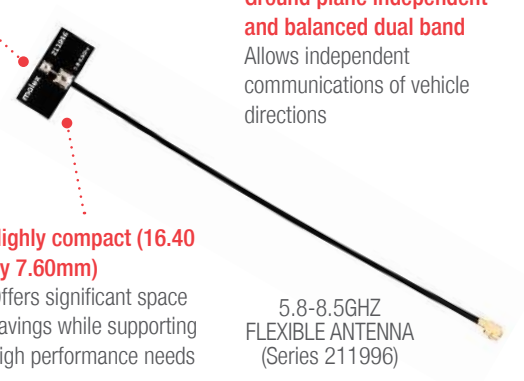 Ground plane independent
and balanced dual band
Allows independent
communications of vehicle
directions
molex
211996
ighly compact (16.40
y 7.60mm)
ffers significant space
avings while supporting
igh performance needs
5.8-8.5GHZ
FLEXIBLE ANTENNA
(Series 211996)